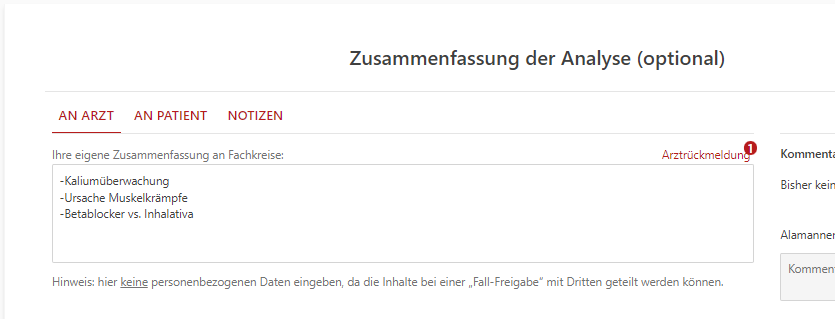 Zusammenfassung der Analyse (optional)
AN ARZT AN PATIENT NOTIZEN
Ihre eigene Zusammenfassung an Fachkreise: Arztrückmeldung 1
-Kaliumüberwachung
-Ursache Muskelkrämpfe
-Betablocker vs. Inhalativa
Hinweis: hier keine personenbezogenen Daten eingeben, da die Inhalte bei einer „Fall-Freigabe“ mit Dritten geteilt werden können.
Kommenta
Bisher kein
Alamanner
Komment